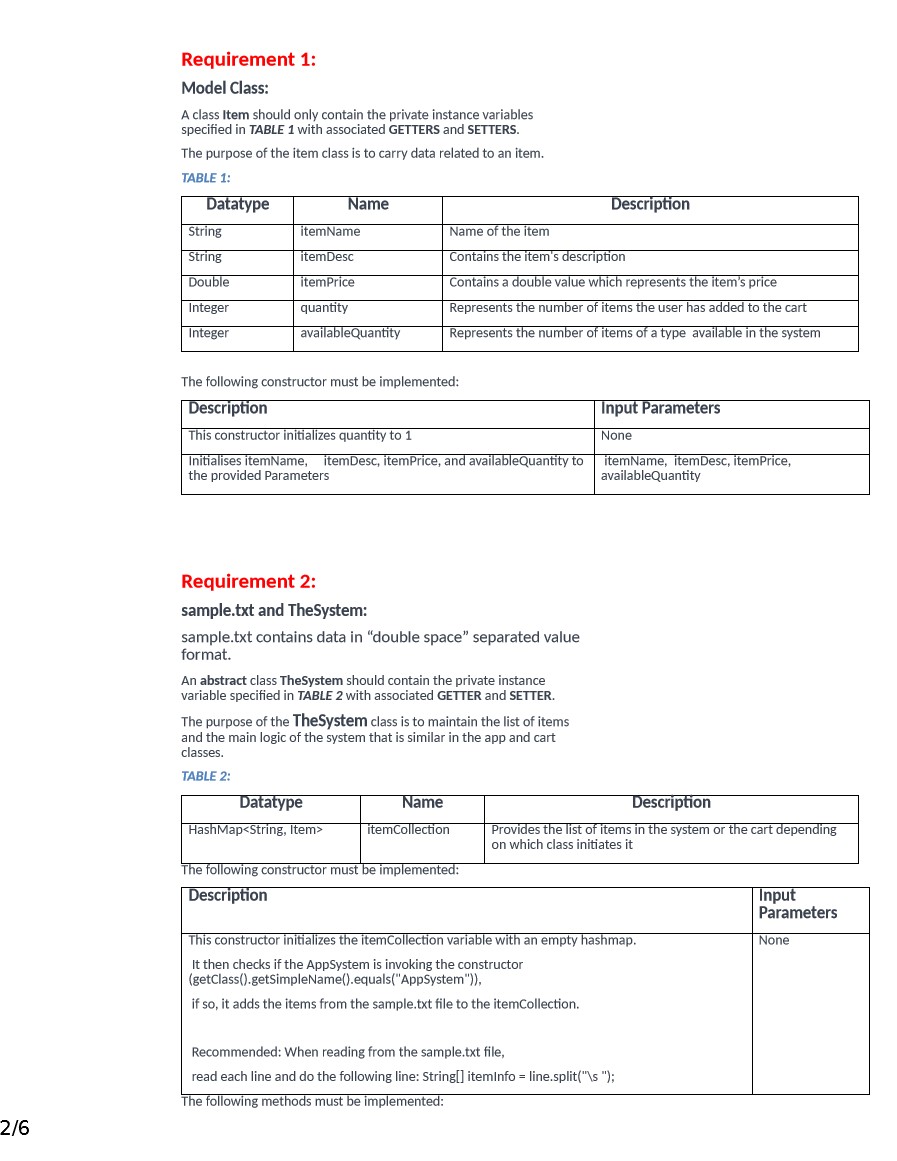 Requirement 1:
Model Class:
A class Item should only contain the private instance variables
specified in TABLE 1 with associated GETTERS and SETTERS.
The purpose of the item class is to carry data related to an item.
TABLE 1:
Datatype Name Description
String itemName Name of the item
String itemDesc Contains the item's description
Double itemPrice Contains a double value which represents the item’s price
Integer quantity Represents the number of items the user has added to the cart
Integer availableQuantity Represents the number of items of a type available in the system
The following constructor must be implemented:
Description Input Parameters
This constructor initializes quantity to 1 None
Initialises itemName, itemDesc, itemPrice, and availableQuantity to itemName, itemDesc, itemPrice,
the provided Parameters availableQuantity
Requirement 2:
sample.txt and TheSystem:
sample.txt contains data in “double space” separated value
format.
An abstract class TheSystem should contain the private instance
variable specified in TABLE 2 with associated GETTER and SETTER.
The purpose of the TheSystem class is to maintain the list of items
and the main logic of the system that is similar in the app and cart
classes.
TABLE 2:
Datatype Name Description
HashMap<String, Item> itemCollection Provides the list of items in the system or the cart depending
on which class initiates it
The following constructor must be implemented:
Description Input
Parameters
This constructor initializes the itemCollection variable with an empty hashmap. None
It then checks if the AppSystem is invoking the constructor
(getClass().getSimpleName().equals("AppSystem")),
if so, it adds the items from the sample.txt file to the itemCollection.
Recommended: When reading from the sample.txt file,
read each line and do the following line: String[] itemInfo = line.split("\s ");
The following methods must be implemented:
2/6